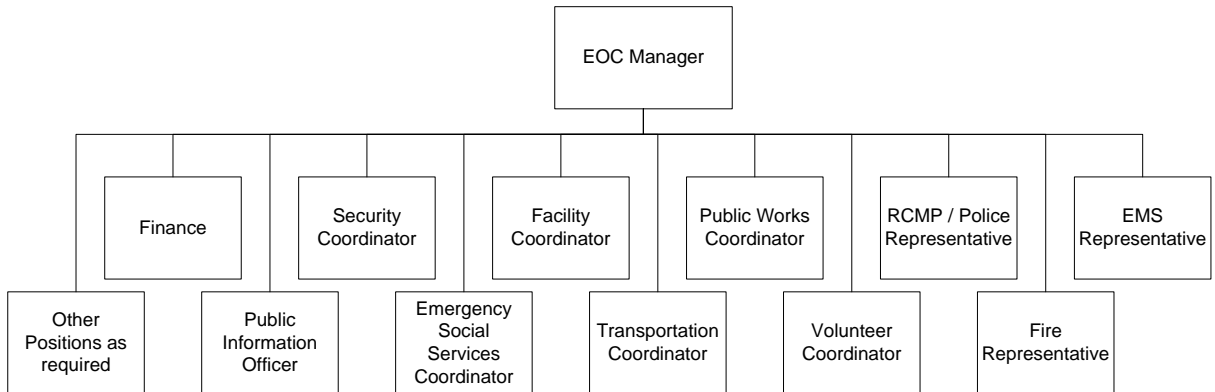 EOC Manager
Finance
Security
Coordinator
Facility
Coordinator
Public Works
Coordinator
RCMP / Police
Representative
EMS
Representative
Other
Positions as
required
Public
Information
Officer
Emergency
Social
Services
Coordinator
Transportation
Coordinator
Volunteer
Coordinator
Fire
Representative